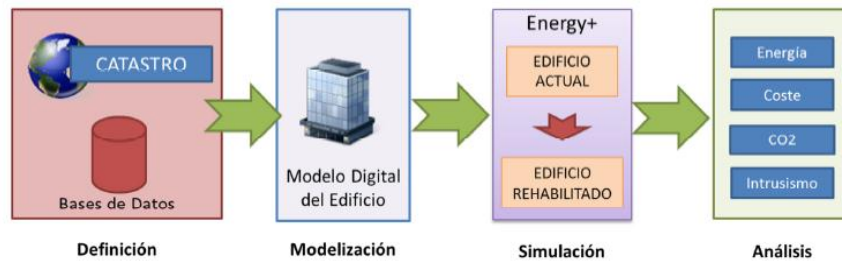 CATASTRO
Bases de Datos
Definición
Modelo Digital
del Edificio
Modelización
Energy+
EDIFICIO
ACTUAL
EDIFICIO
REHABILITADO
Simulación
Energía
Coste
CO2
Intrusismo
Análisis